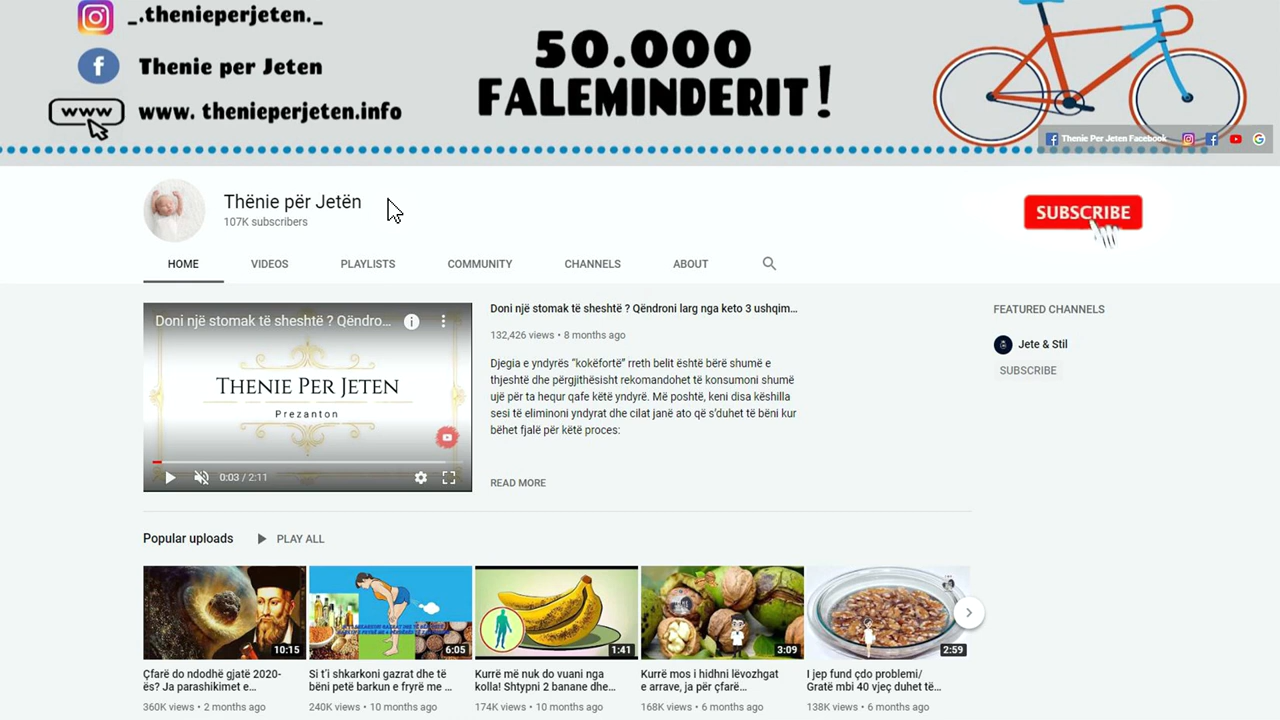 _.thenieperjeten._
Thenie per Jeten
www
www. thenieperjeten.info
50.000
FALEMINDERIT!
Thenie Per Jeten Facebook
Thënie për Jetën
107K subscribers
SUBSCRIBE
HOME
VIDEOS
PLAYLISTS
COMMUNITY
CHANNELS
ABOUT
Doni një stomak të sheshtë ? Qëndro...
THENIE PER JETEN
Prezanton
0:03 / 2:11
Doni një stomak të sheshtë ? Qëndroni larg nga keto 3 ushqim...
132,426 views • 8 months ago
Djegia e yndyrës “kokëfortë” rreth belit është bërë shumë e
thjeshtë dhe përgjithësisht rekomandohet të konsumoni shumë
ujë për ta hequr qafe këtë yndyrë. Më poshtë, keni disa këshilla
sesi të eliminoni yndyrat dhe cilat janë ato që s’duhet të bëni kur
bëhet fjalë për këtë proces:
READ MORE
FEATURED CHANNELS
Jete & Stil
SUBSCRIBE
Popular uploads
PLAY ALL
10:15
Çfarë do ndodhë gjatë 2020-
ës? Ja parashikimet e...
360K views • 2 months ago
6:05
Si t’i shkarkoni gazrat dhe të
bëni petë barkun e fryrë me ...
240K views • 10 months ago
1:41
Kurrë më nuk do vuani nga
kolla! Shtypni 2 banane dhe...
174K views • 10 months ago
3:09
Kurrë mos i hidhni lëvozhgat
e arrave, ja për çfarë...
168K views • 6 months ago
2:59
I jep fund çdo problemi/
Gratë mbi 40 vjeç duhet të...
138K views • 6 months ago